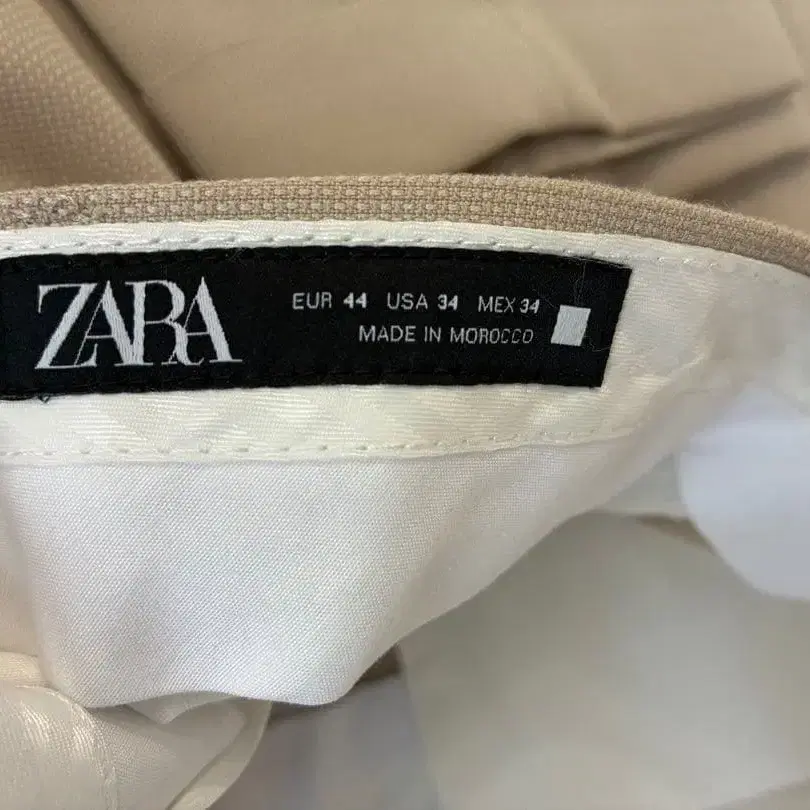 ZARA
EUR 44 USA 34 MEX 34
MADE IN MOROCCO